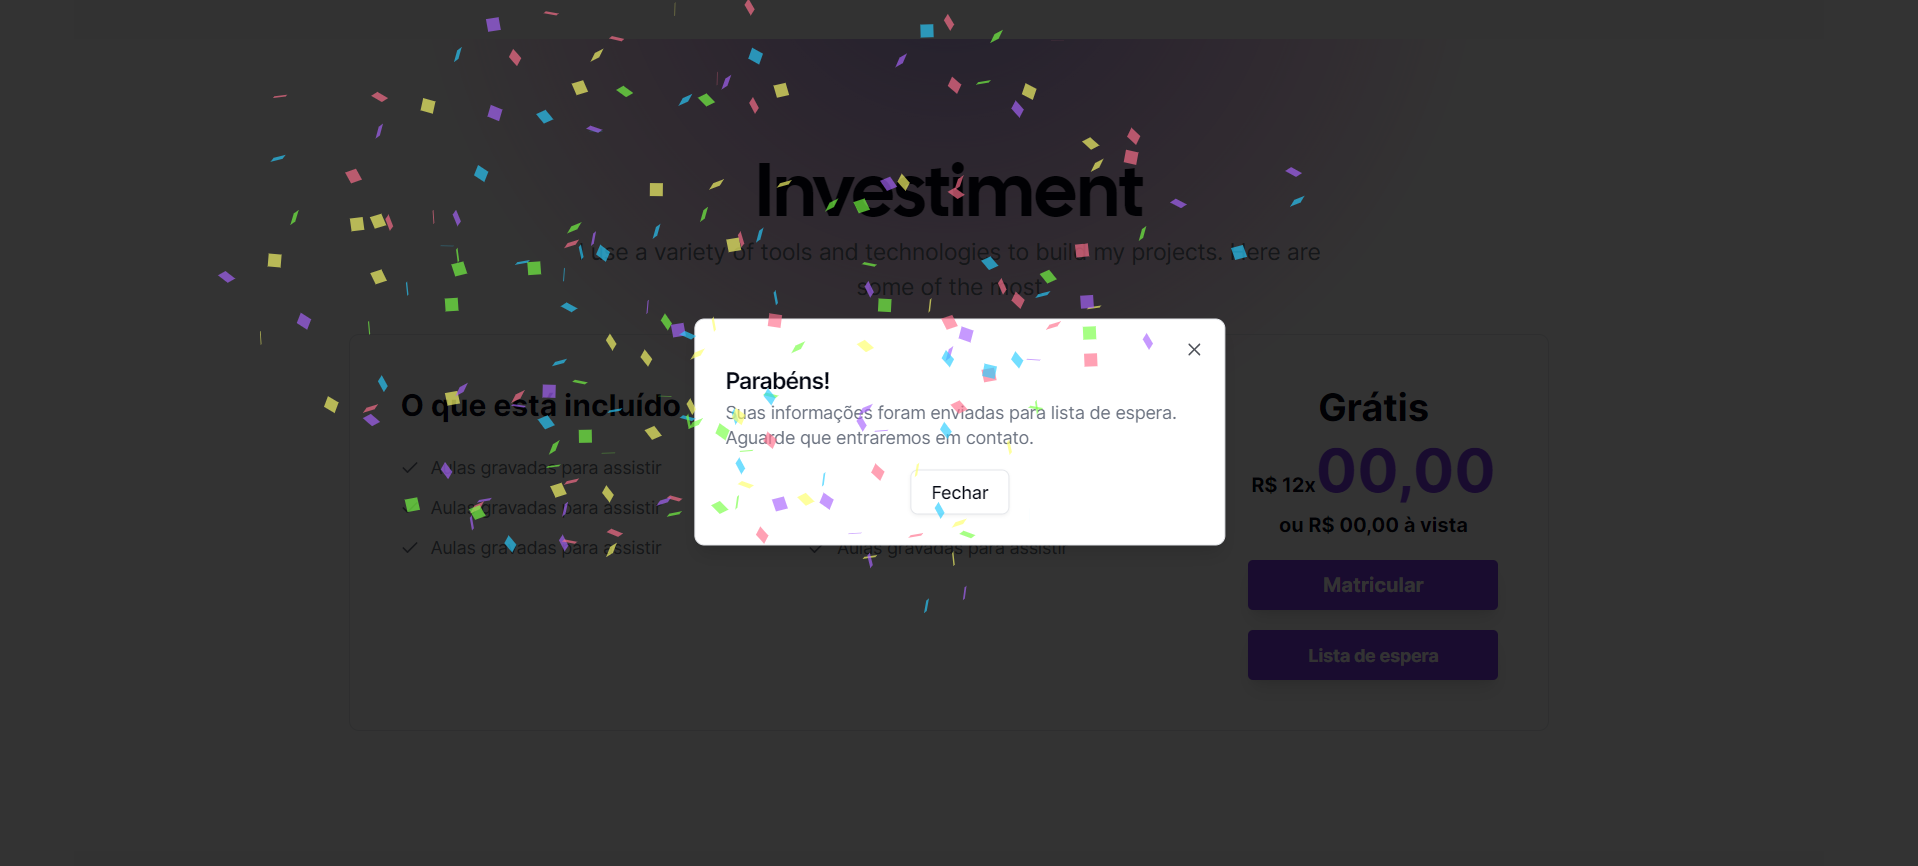 Investiment
I use a variety of tools and technologies to build my projects. Here are
some of the most
Parabéns!
Suas informações foram enviadas para lista de espera.
Aguarde que entraremos em contato.
Fechar
O que está incluído
Aulas gravadas para assistir
Aulas gravadas para assistir
Aulas gravadas para assistir
Aulas gravadas para assistir
Grátis
R$ 12x00,00
ou R$ 00,00 à vista
Matricular
Lista de espera